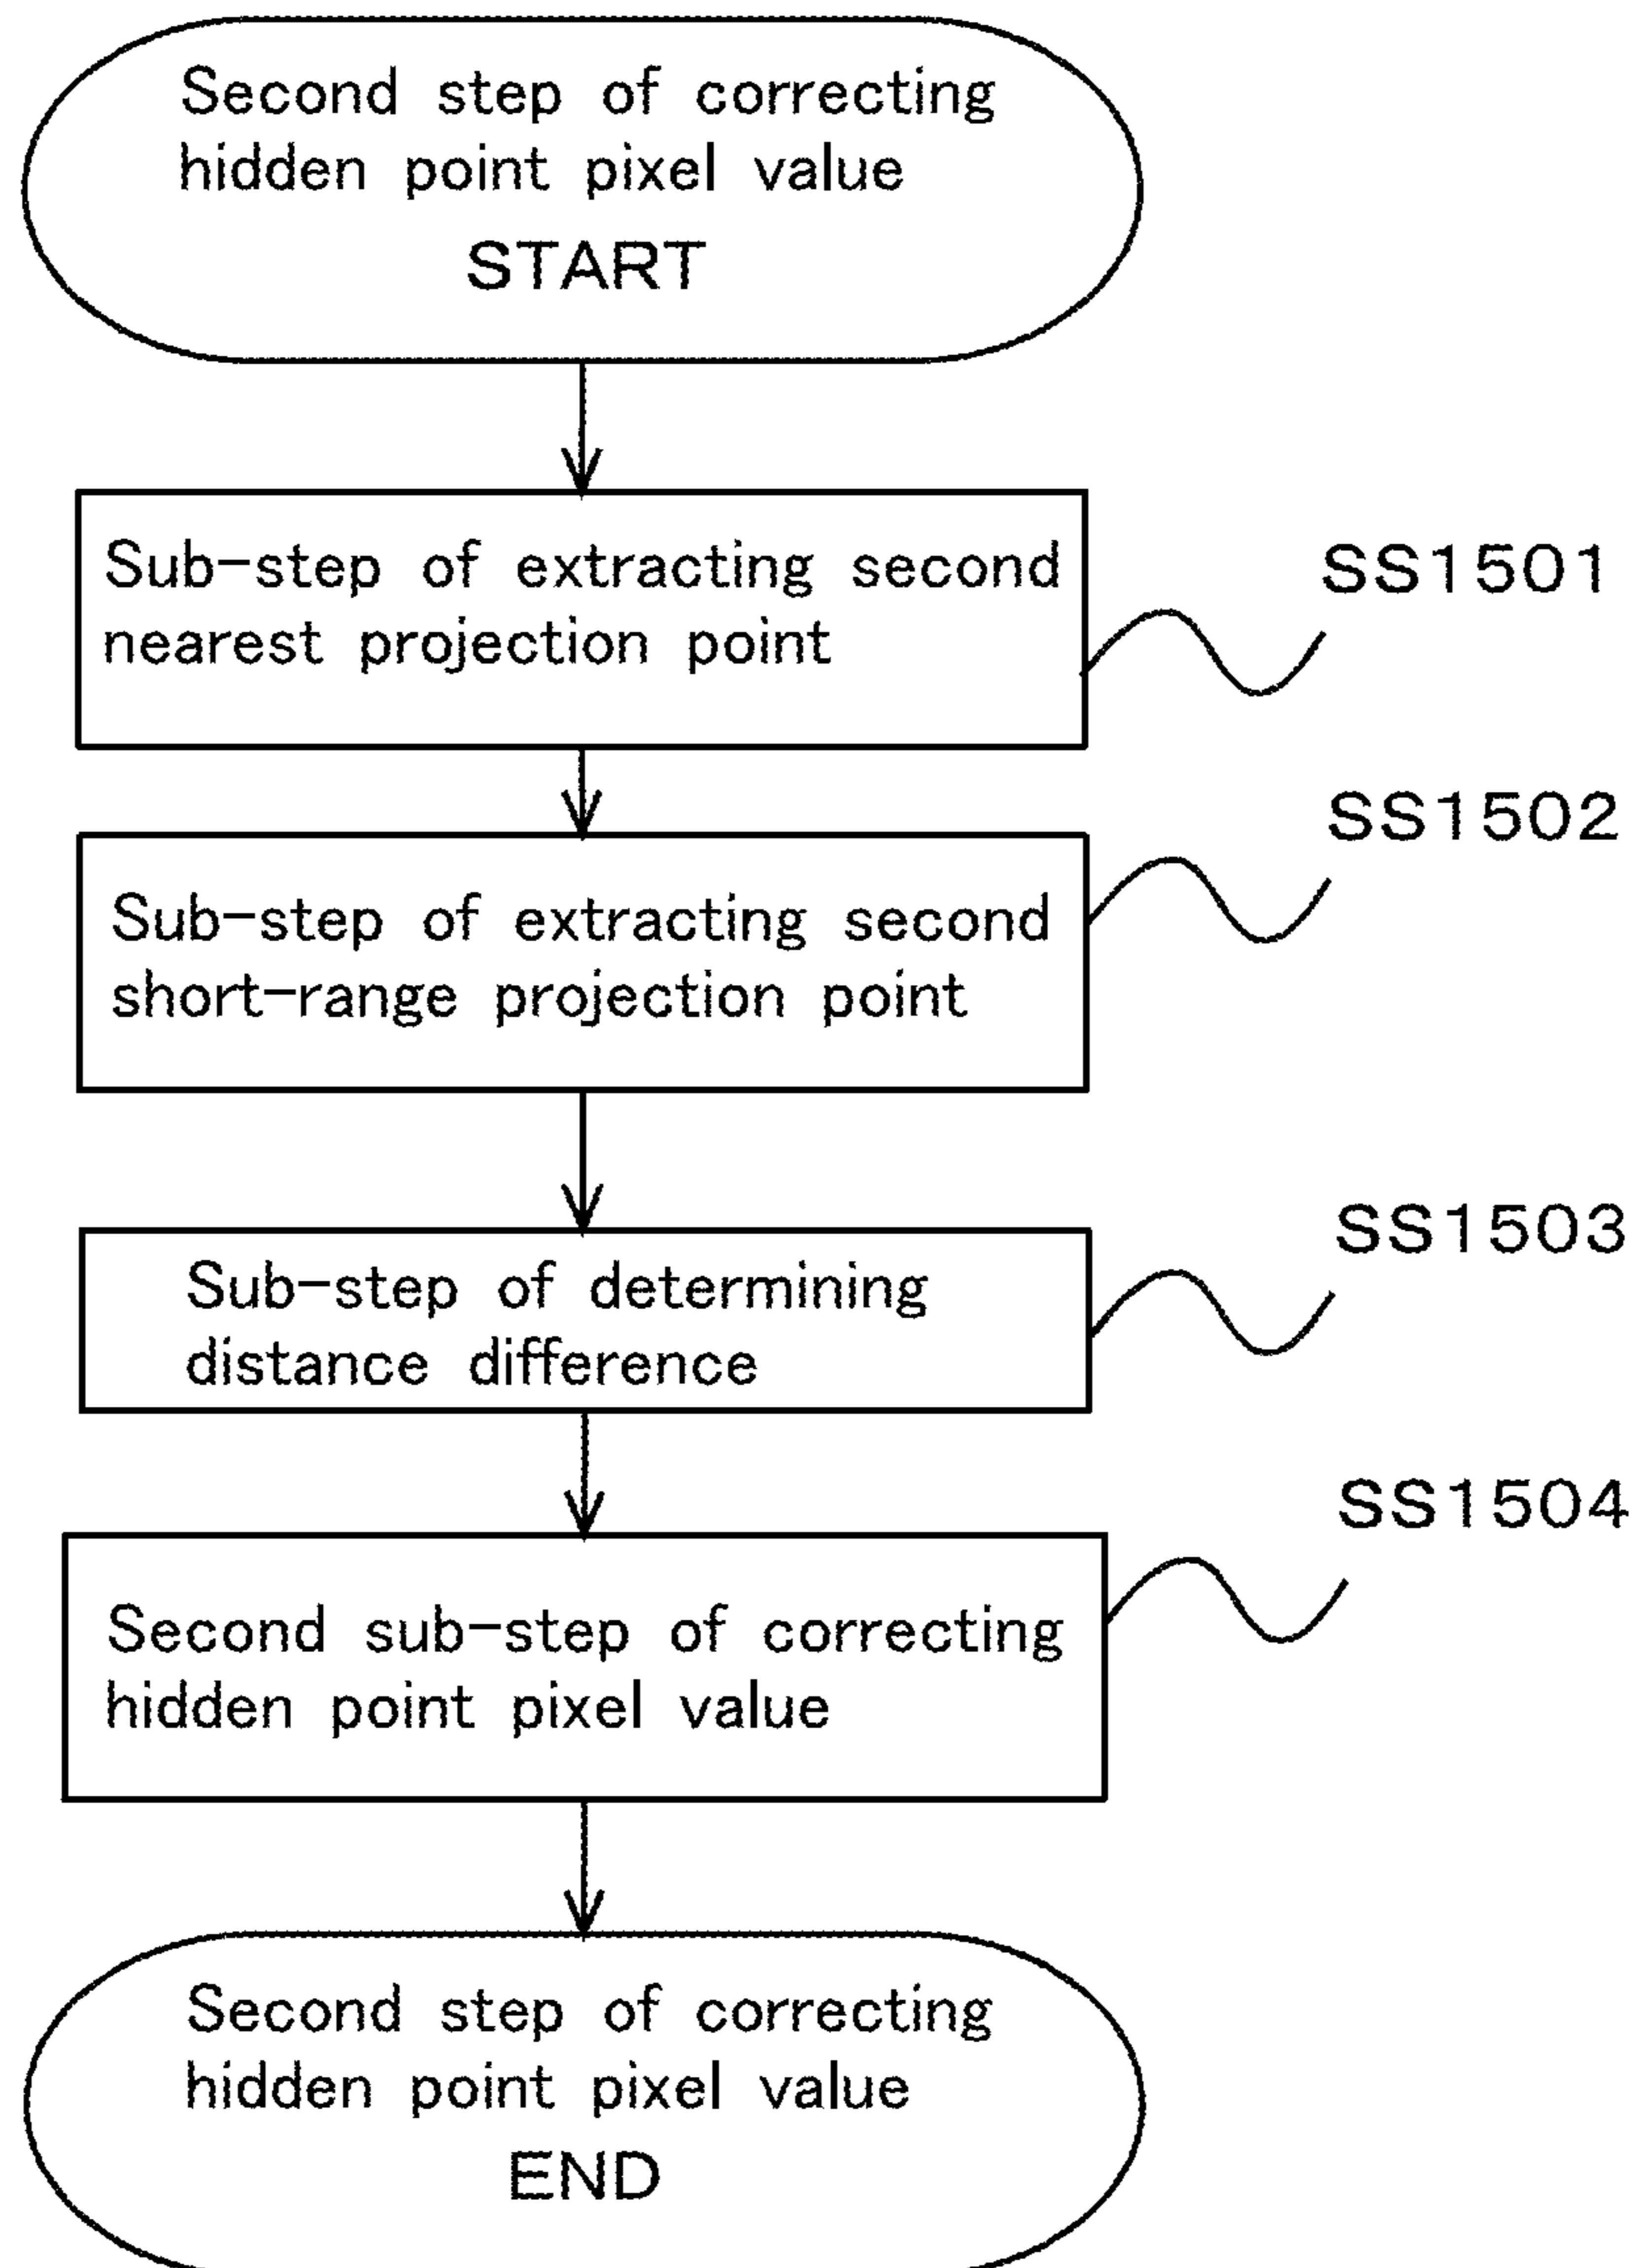 Second step of correcting
hidden point pixel value
START
Sub-step of extracting second
nearest projection point
SS1501
Sub-step of extracting second
short-range projection point
SS1502
Sub-step of determining
distance difference
SS1503
Second sub-step of correcting
hidden point pixel value
SS1504
Second step of correcting
hidden point pixel value
END